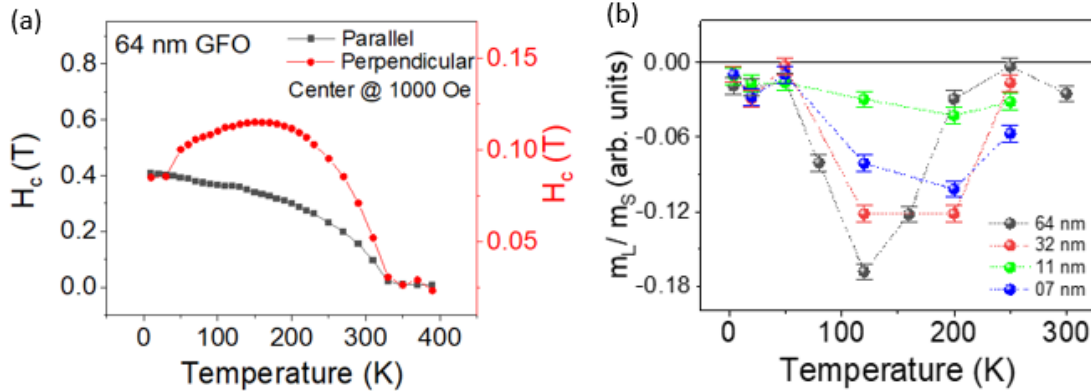 (a)
64 nm GFO
Parallel
Perpendicular
Center @ 1000 Oe
H_c (T)
0.8
0.6
0.4
0.2
0.0
0 100 200 300 400
Temperature (K)
0.15
0.10
0.05
H_c (T)
(b)
m_L/ m_S (arb. units)
0.00
-0.06
-0.12
-0.18
64 nm
32 nm
11 nm
07 nm
0 100 200 300
Temperature (K)